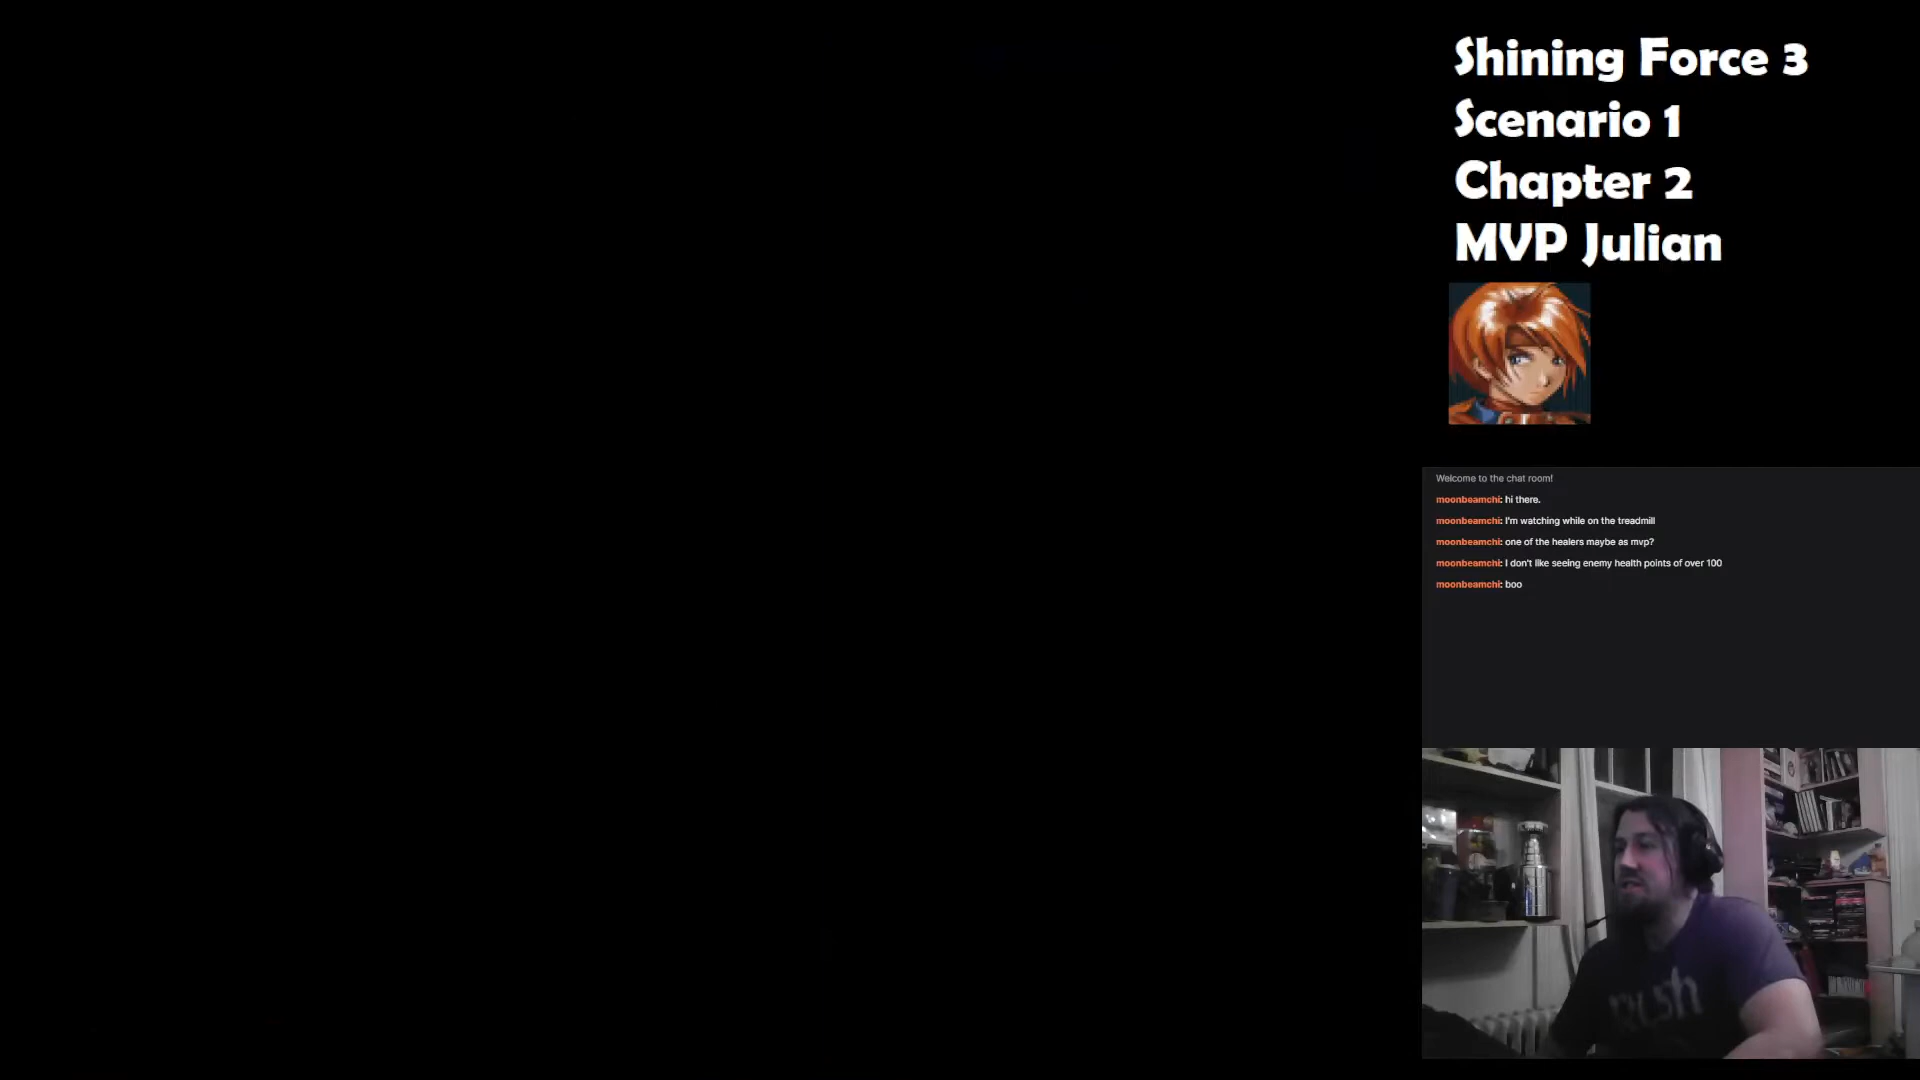 Shining Force 3
Scenario 1
Chapter 2
MVP Julian
Welcome to the chat room!
moonbeamchi: hi there.
moonbeamchi: I'm watching while on the treadmill
moonbeamchi: one of the healers maybe as mvp?
moonbeamchi: I don't like seeing enemy health points of over 100
moonbeamchi: boo